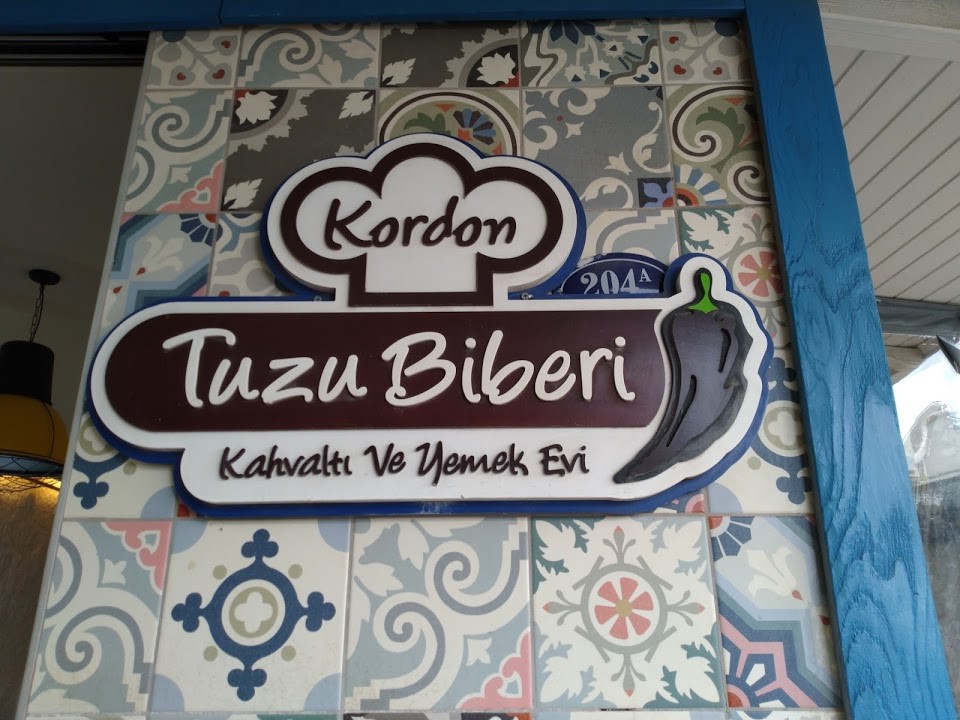 Kordon
204A
Tuzu Biberi
Kahvaltı Ve Yemek Evi